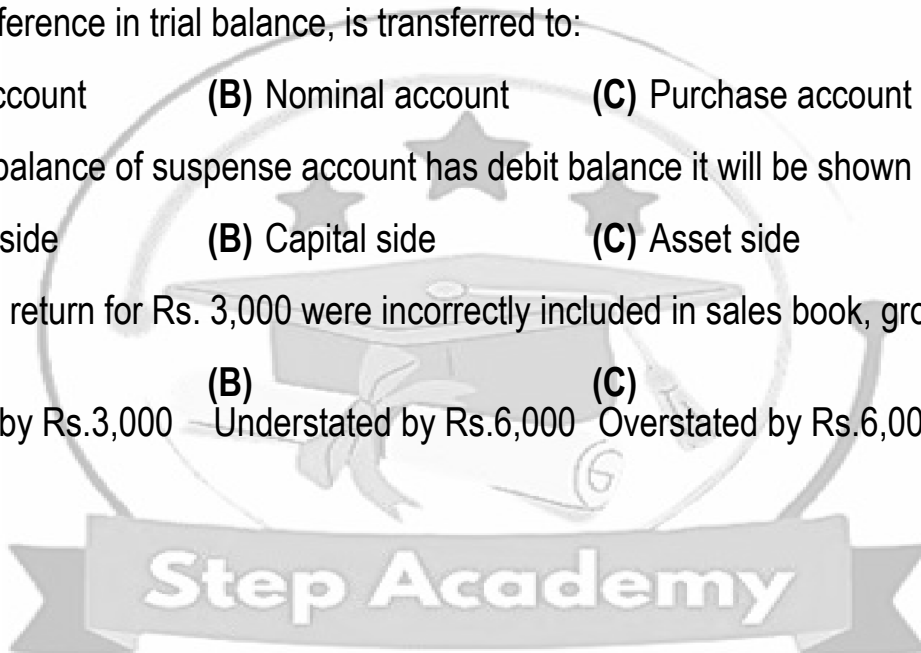 ference in trial balance, is transferred to:
ccount (B) Nominal account (C) Purchase account
balance of suspense account has debit balance it will be shown
side (B) Capital side (C) Asset side
return for Rs. 3,000 were incorrectly included in sales book, gro
(B) (C)
by Rs.3,000 Understated by Rs.6,000 Overstated by Rs.6,00
Step Academy